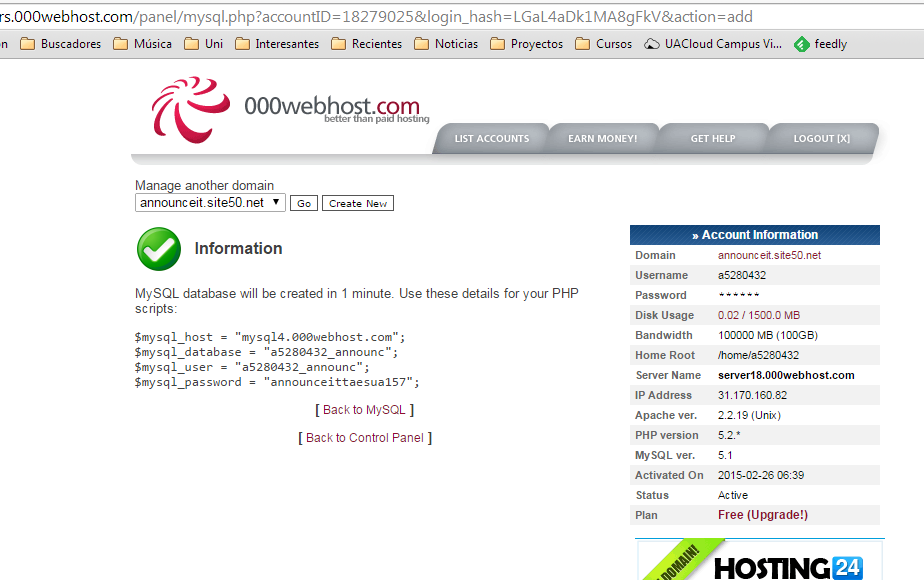 rs.000webhost.com/panel/mysql.php?accountID=18279025&login_hash=LGaL4aDk1MA8gFkV&action=add
n Buscadores Música Uni Interesantes Recientes Noticias Proyectos Cursos UACloud Campus Vi... feedly
000webhost.com
better than paid hosting
LIST ACCOUNTS EARN MONEY! GET HELP LOGOUT [X]
Manage another domain
announceit.site50.net Go Create New
Information
MySQL database will be created in 1 minute. Use these details for your PHP
scripts:
$mysql_host = "mysql4.000webhost.com";
$mysql_database = "a5280432_announc";
$mysql_user = "a5280432_announc";
$mysql_password = "announceittaesua157";
[ Back to MySQL ]
[ Back to Control Panel ]
» Account Information
Domain announceit.site50.net
Username a5280432
Password ******
Disk Usage 0.02 / 1500.0 MB
Bandwidth 100000 MB (100GB)
Home Root /home/a5280432
Server Name server18.000webhost.com
IP Address 31.170.160.82
Apache ver. 2.2.19 (Unix)
PHP version 5.2.*
MySQL ver. 5.1
Activated On 2015-02-26 06:39
Status Active
Plan Free (Upgrade!)
DOMAIN!
HOSTING 24